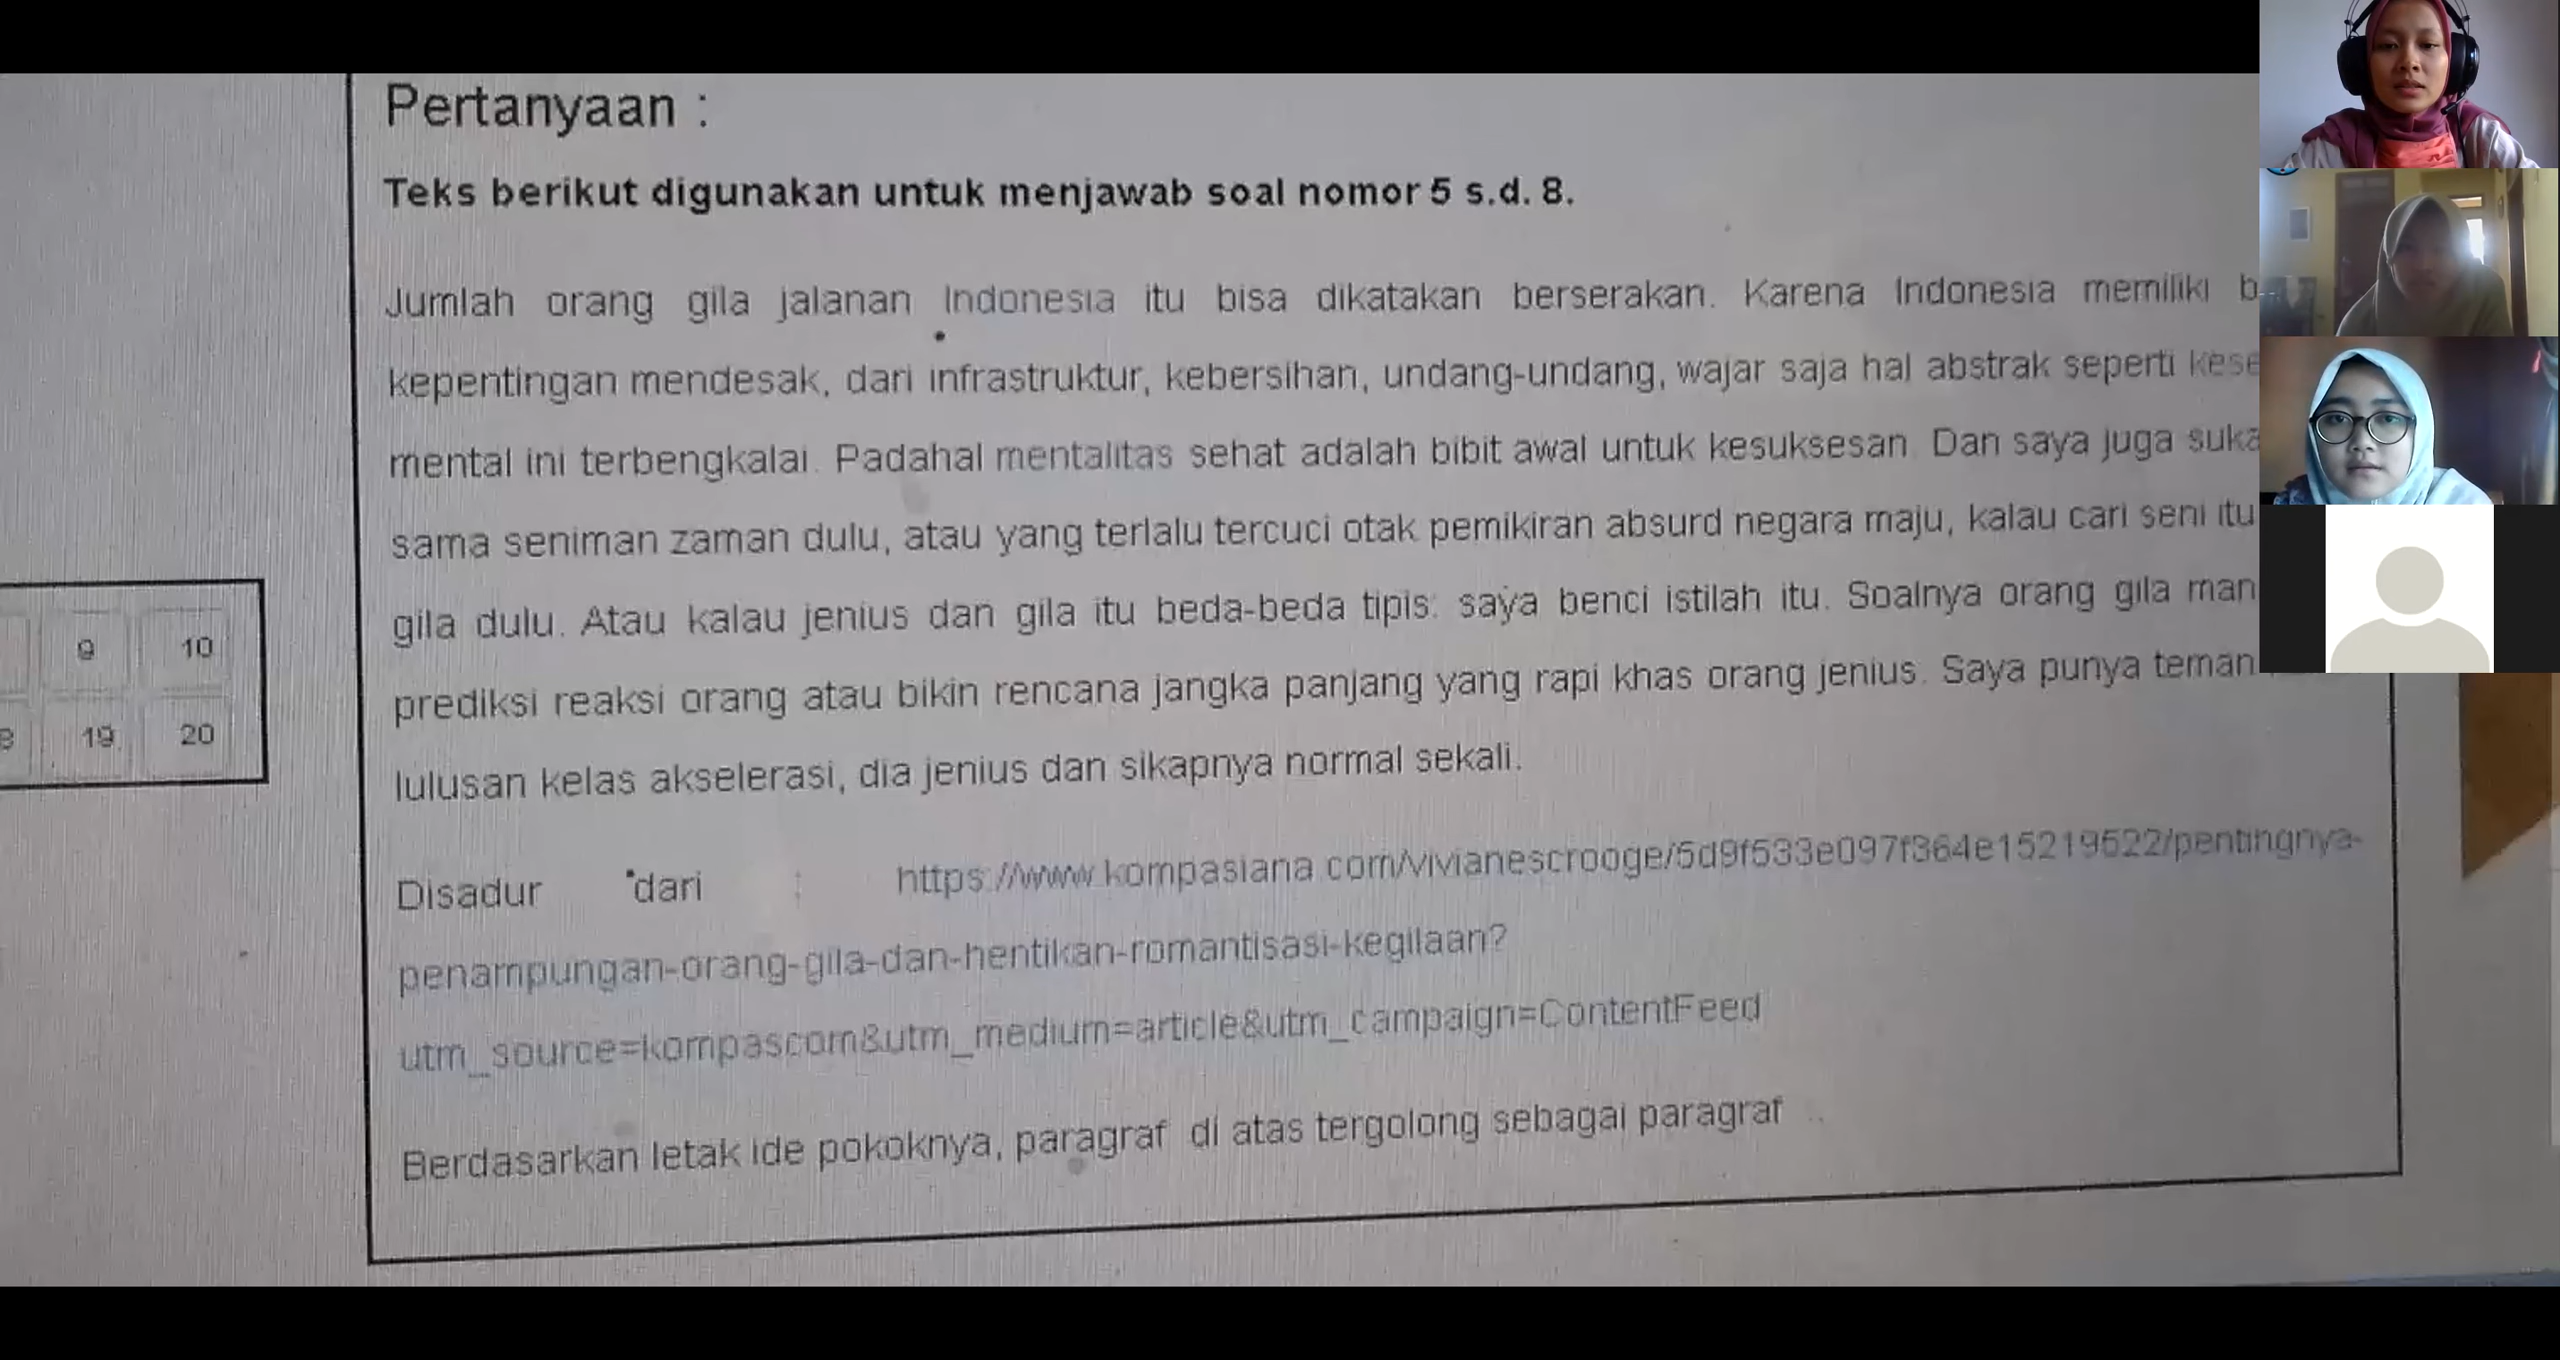 Pertanyaan :
Teks berikut digunakan untuk menjawab soal nomor 5 s.d. 8.
Jumlah orang gila jalanan Indonesia itu bisa dikatakan berserakan. Karena Indonesia memiliki b
kepentingan mendesak, dari infrastruktur, kebersihan, undang-undang, wajar saja hal abstrak seperti kese
mental ini terbengkalai. Padahal mentalitas sehat adalah bibit awal untuk kesuksesan. Dan saya juga suka
sama seniman zaman dulu, atau yang terlalu tercuci otak pemikiran absurd negara maju, kalau cari seni itu
gila dulu. Atau kalau jenius dan gila itu beda-beda tipis: saya benci istilah itu. Soalnya orang gila man
prediksi reaksi orang atau bikin rencana jangka panjang yang rapi khas orang jenius. Saya punya teman
lulusan kelas akselerasi, dia jenius dan sikapnya normal sekali.
Disadur dari : https://www.kompasiana.com/vivianescrooge/5d9f533e097f364e15219522/pentingnya-
penampungan-orang-gila-dan-hentikan-romantisasi-kegilaan?
utm_source=kompascom&utm_medium=article&utm_campaign=ContentFeed
Berdasarkan letak ide pokoknya, paragraf di atas tergolong sebagai paragraf ..
9 10
19 20